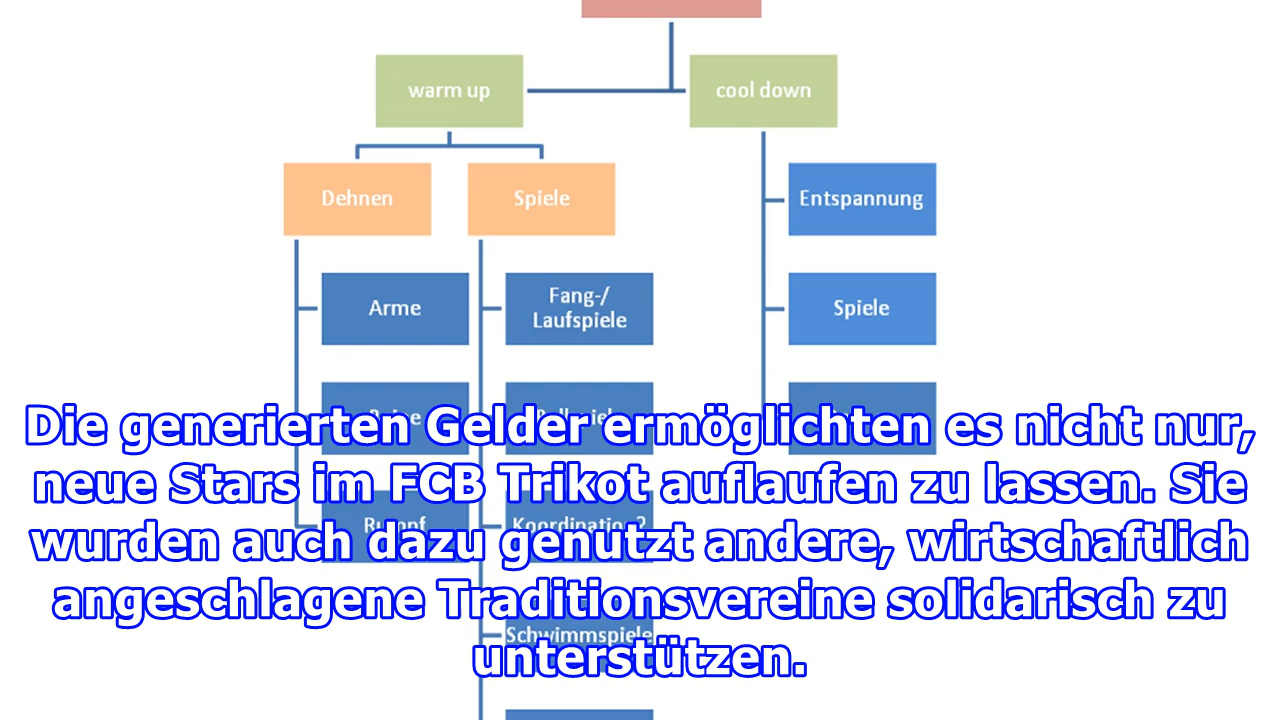 warm up
cool down
Dehnen
Spiele
Entspannung
Arme
Fang-/
Laufspiele
Spiele
Die generierten Gelder ermöglichten es nicht nur,
neue Stars im FCB Trikot auflaufen zu lassen. Sie
wurden auch dazu genutzt andere, wirtschaftlich
angeschlagene Traditionsvereine solidarisch zu
unterstützen.
Rumpf
Koordination?
Schwimmspiele